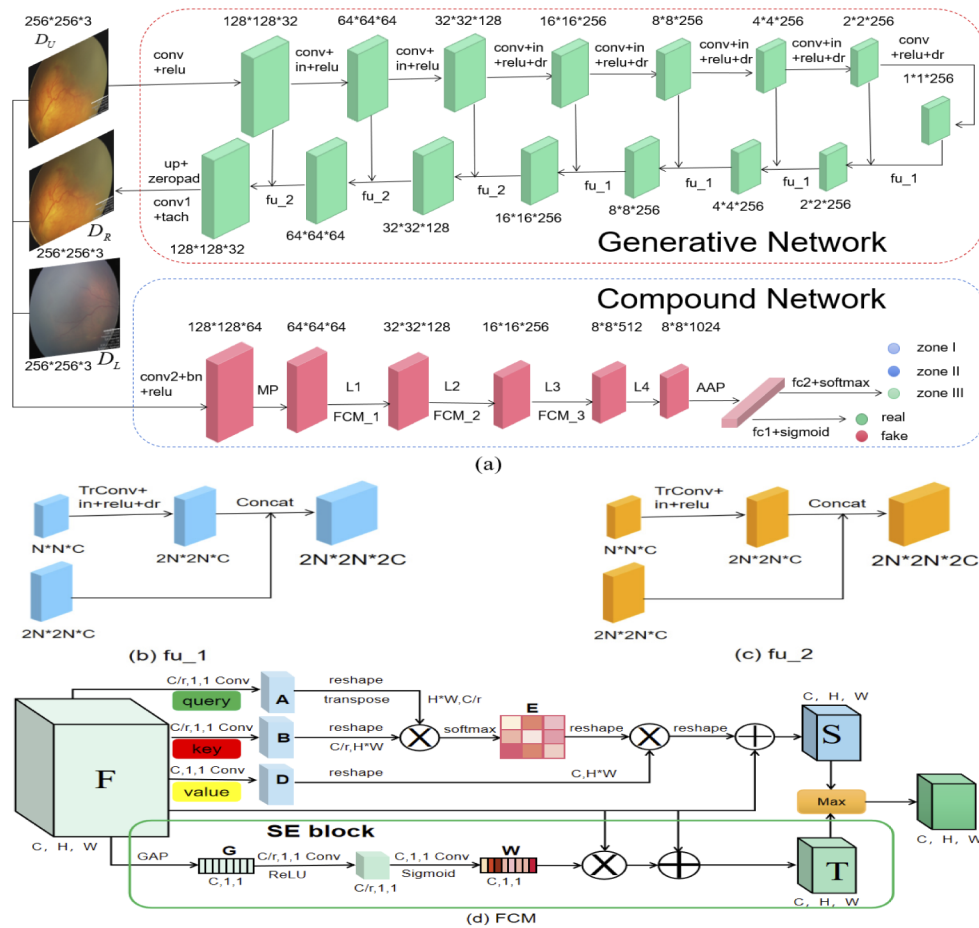 256*256*3
D_U
128*128*32
64*64*64
32*32*128
16*16*256
8*8*256
4*4*256
2*2*256
conv
+relu
conv+
in+relu
conv+
in+relu
conv+in
+relu+dr
conv+in
+relu+dr
conv+in
+relu+dr
conv+in
+relu+dr
conv
+relu+dr
1*1*256
up+
zeropad
conv1
+tach
fu_2
fu_2
fu_2
fu_1
fu_1
fu_1
fu_1
D_R
256*256*3
128*128*32
64*64*64
32*32*128
16*16*256
8*8*256
4*4*256
2*2*256
Generative Network
Compound Network
D_L
256*256*3
128*128*64
64*64*64
32*32*128
16*16*256
8*8*512
8*8*1024
conv2+bn
+relu
MP
L1
FCM_1
L2
FCM_2
L3
FCM_3
L4
AAP
fc2+softmax
fc1+sigmoid
zone I
zone II
zone III
real
fake
(a)
TrConv+
in+relu+dr
Concat
N*N*C
2N*2N*C
2N*2N*2C
2N*2N*C
(b) fu_1
TrConv+
in+relu
Concat
N*N*C
2N*2N*C
2N*2N*2C
2N*2N*C
(c) fu_2
F
C, H, W
C/r,1,1 Conv
query
A
reshape
transpose
H*W,C/r
C/r,1,1 Conv
key
B
reshape
C/r,H*W
softmax
E
reshape
reshape
C,1,1 Conv
value
D
reshape
C,H*W
C, H, W
S
Max
C, H, W
SE block
GAP
G
C,1,1
C/r,1,1 Conv
ReLU
C/r,1,1
C,1,1 Conv
Sigmoid
W
C,1,1
T
C, H, W
(d) FCM